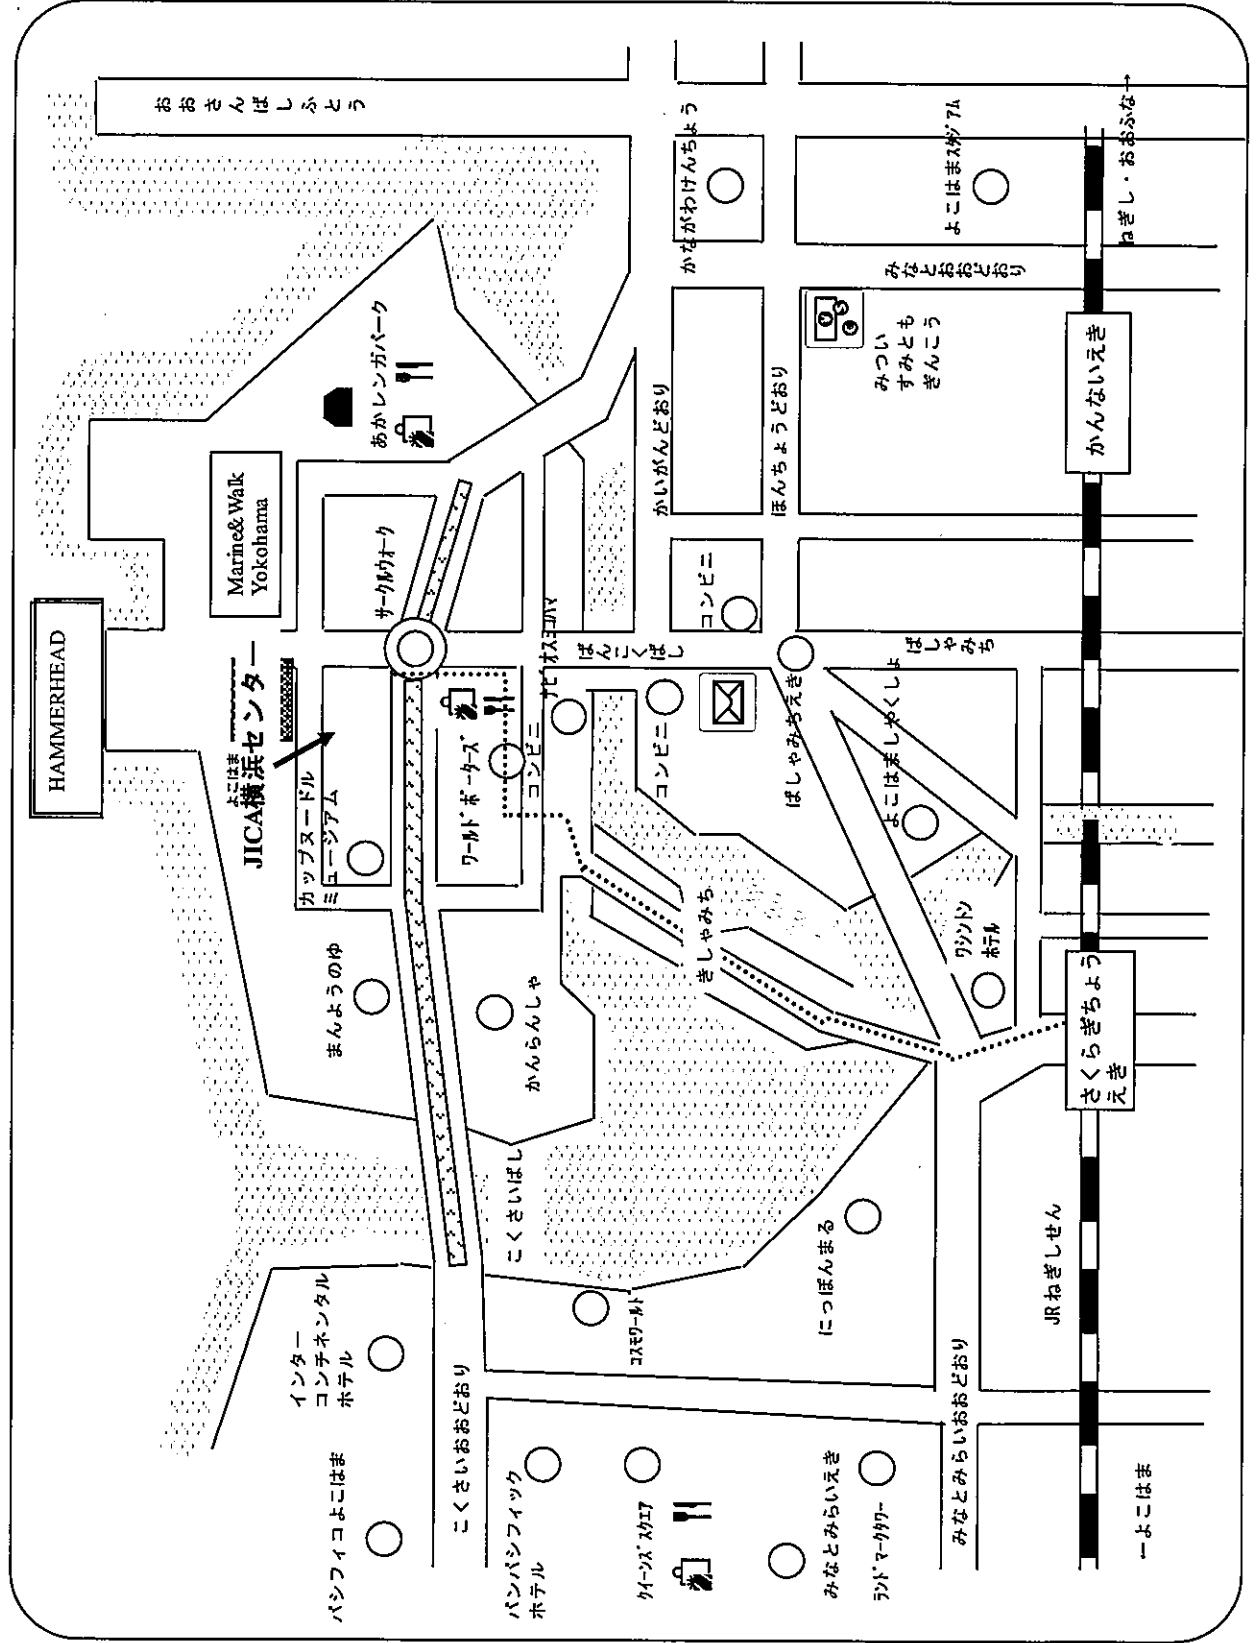 HAMMERHEAD
Marine&Walk
Yokohama
よこはま
JICA横浜センター
おおさんばしふとう
あかレンガパーク
サークルウォーク
カップヌードル
ミュージアム
ワールドポーターズ
コンビニ
ナビオスヨコハマ
まんようのゆ
かんらんしゃ
こくさいばし
インター
コンチネンタル
ホテル
パシフィコよこはま
こくさいおおどおり
パンパシフィック
ホテル
クイーンズスクエア
みなとみらいえき
ランドマークタワー
コスモワールド
にっぽんまる
みなとみらいおおどおり
きしゃみち
ばんこくばし
コンビニ
コンビニ
かいがんどおり
ほんちょうどおり
かながわけんちょう
よこはまスタジアム
みなとおおどおり
みつい
すみとも
ぎんこう
ばしゃみちえき
ばしゃみち
よこはましやくしょ
ワシントン
ホテル
かんないえき
さくらぎちょう
えき
JRねぎしせん
←よこはま
ねぎし・おおふな→